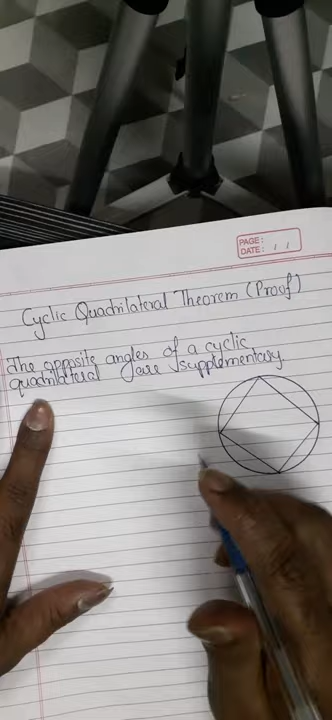 PAGE:
DATE: / /
Cyclic Quadrilateral Theorem (Proof)
The opposite angles of a cyclic
quadrilateral are supplementary.